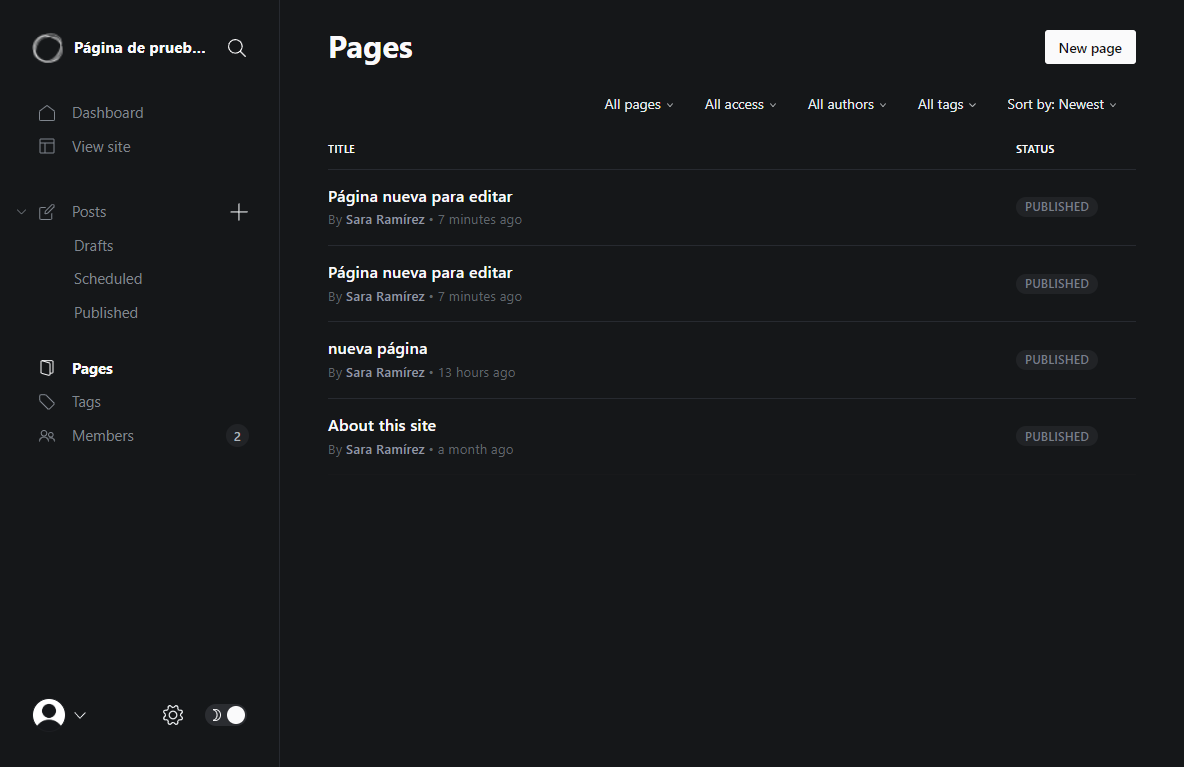 Página de prueb...
Dashboard
View site
Posts
Drafts
Scheduled
Published
Pages
Tags
Members 2
Pages
New page
All pages All access All authors All tags Sort by: Newest
TITLE STATUS
Página nueva para editar
By Sara Ramírez • 7 minutes ago
PUBLISHED
Página nueva para editar
By Sara Ramírez • 7 minutes ago
PUBLISHED
nueva página
By Sara Ramírez • 13 hours ago
PUBLISHED
About this site
By Sara Ramírez • a month ago
PUBLISHED